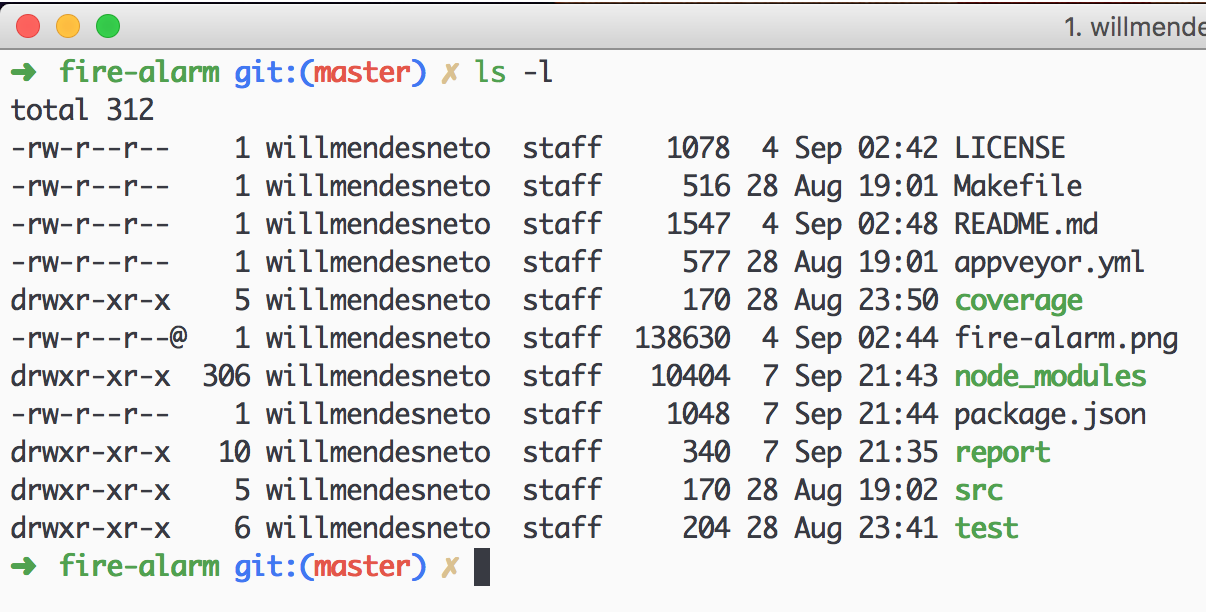 1. willmende
➜ fire-alarm git:(master) ✗ ls -l
total 312
-rw-r--r--    1 willmendesneto  staff    1078  4 Sep 02:42 LICENSE
-rw-r--r--    1 willmendesneto  staff     516 28 Aug 19:01 Makefile
-rw-r--r--    1 willmendesneto  staff    1547  4 Sep 02:48 README.md
-rw-r--r--    1 willmendesneto  staff     577 28 Aug 19:01 appveyor.yml
drwxr-xr-x    5 willmendesneto  staff     170 28 Aug 23:50 coverage
-rw-r--r--@   1 willmendesneto  staff  138630  4 Sep 02:44 fire-alarm.png
drwxr-xr-x  306 willmendesneto  staff   10404  7 Sep 21:43 node_modules
-rw-r--r--    1 willmendesneto  staff    1048  7 Sep 21:44 package.json
drwxr-xr-x   10 willmendesneto  staff     340  7 Sep 21:35 report
drwxr-xr-x    5 willmendesneto  staff     170 28 Aug 19:02 src
drwxr-xr-x    6 willmendesneto  staff     204 28 Aug 23:41 test
➜ fire-alarm git:(master) ✗